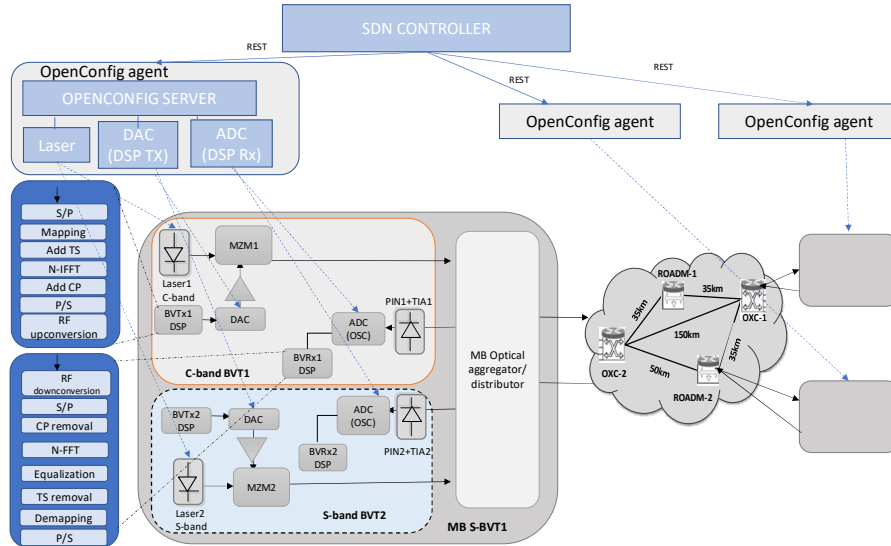 SDN CONTROLLER
REST
REST
REST
OpenConfig agent
OPENCONFIG SERVER
Laser
DAC
(DSP TX)
ADC
(DSP Rx)
OpenConfig agent
OpenConfig agent
S/P
Mapping
Add TS
N-IFFT
Add CP
P/S
RF
upconversion
RF
downconversion
S/P
CP removal
N-FFT
Equalization
TS removal
Demapping
P/S
Laser1
C-band
MZM1
BVTx1
DSP
DAC
ADC
(OSC)
PIN1+TIA1
BVRx1
DSP
C-band BVT1
BVTx2
DSP
DAC
ADC
(OSC)
PIN2+TIA2
BVRx2
DSP
Laser2
S-band
MZM2
S-band BVT2
MB Optical
aggregator/
distributor
MB S-BVT1
ROADM-1
35km
35km
OXC-1
150km
OXC-2
50km
35km
ROADM-2